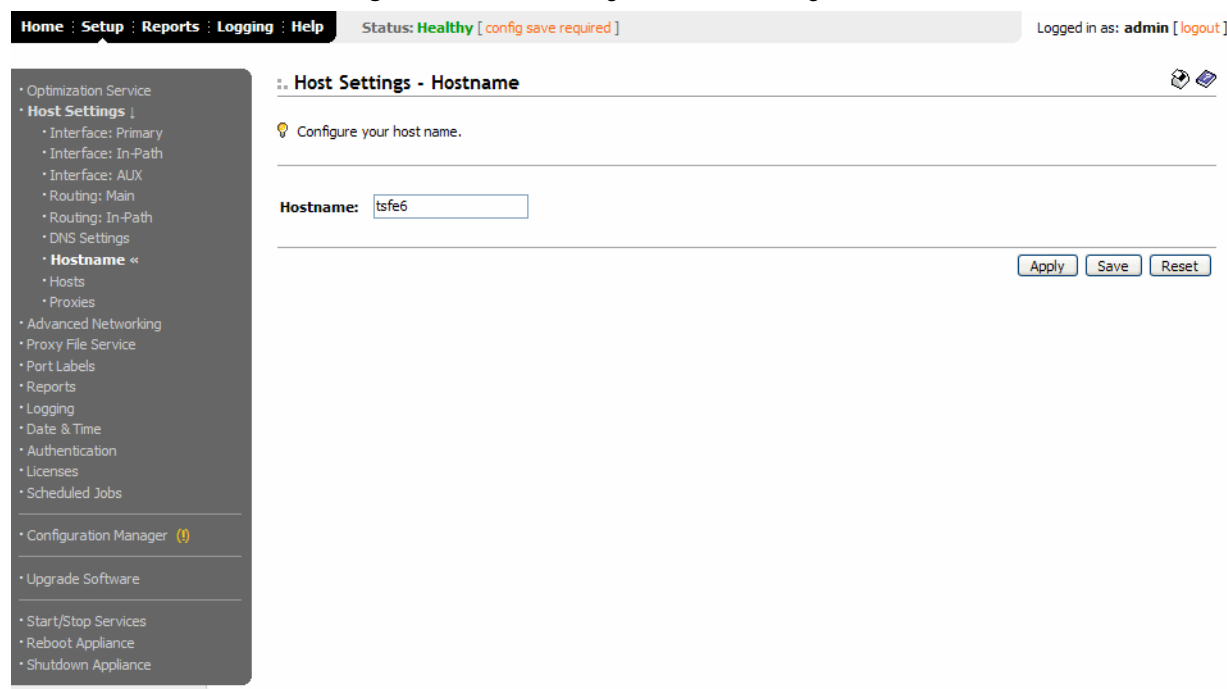 Home : Setup : Reports : Logging : Help
Status: Healthy [ config save required ]
Logged in as: admin [ logout ]
· Optimization Service
· Host Settings ↓
· Interface: Primary
· Interface: In-Path
· Interface: AUX
· Routing: Main
· Routing: In-Path
· DNS Settings
· Hostname «
· Hosts
· Proxies
· Advanced Networking
· Proxy File Service
· Port Labels
· Reports
· Logging
· Date & Time
· Authentication
· Licenses
· Scheduled Jobs
· Configuration Manager (!)
· Upgrade Software
· Start/Stop Services
· Reboot Appliance
· Shutdown Appliance
:. Host Settings - Hostname
Configure your host name.
Hostname: tsfe6
Apply Save Reset